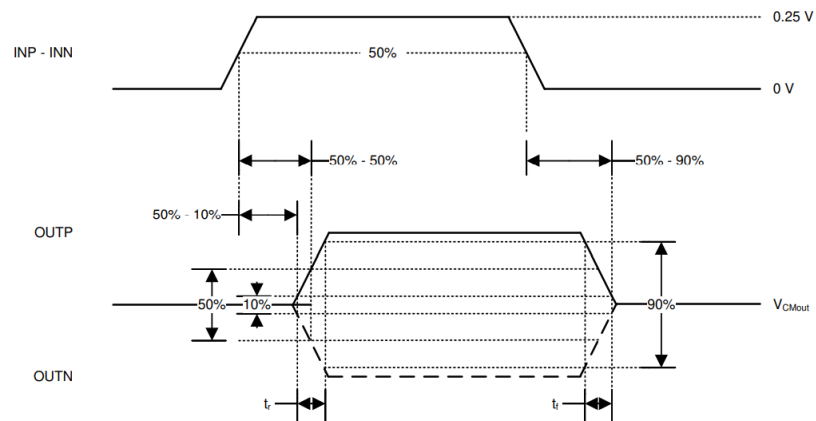 0.25 V
INP - INN
50%
0 V
50% - 50%
50% - 90%
50% - 10%
OUTP
50%
10%
90%
VCMout
OUTN
tr
tf